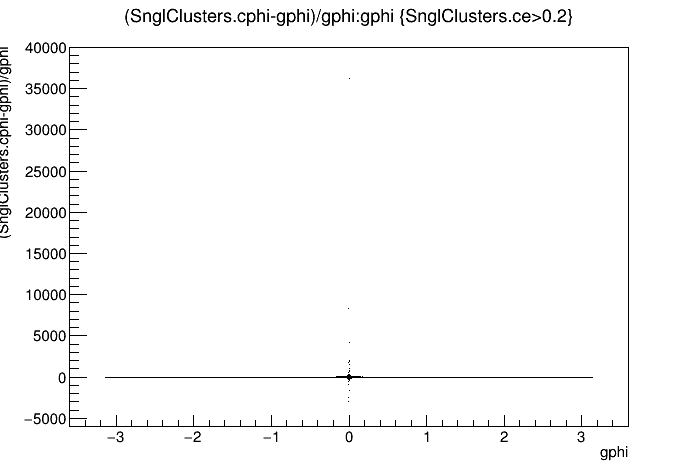 (SnglClusters.cphi-gphi)/gphi:gphi {SnglClusters.ce>0.2}
(SnglClusters.cphi-gphi)/gphi
40000
35000
30000
25000
20000
15000
10000
5000
0
−5000
−3 −2 −1 0 1 2 3
gphi